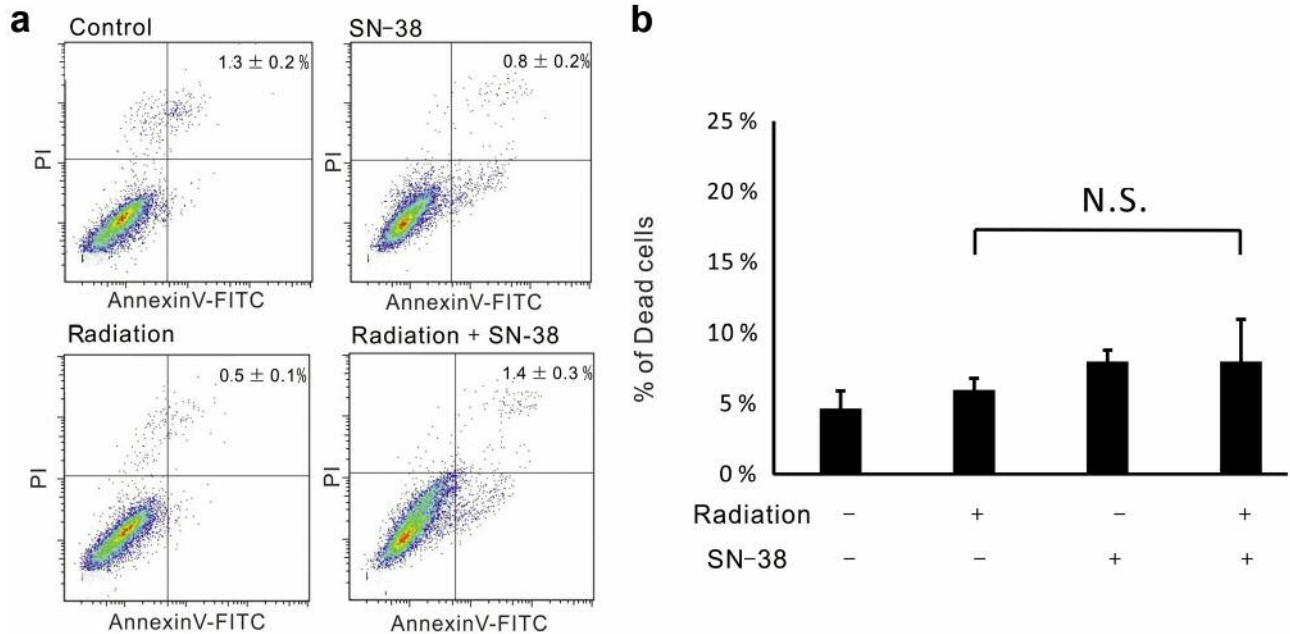 a
Control
1.3 ± 0.2 %
PI
AnnexinV-FITC
SN−38
0.8 ± 0.2%
PI
AnnexinV-FITC
Radiation
0.5 ± 0.1%
PI
AnnexinV-FITC
Radiation + SN-38
1.4 ± 0.3 %
PI
AnnexinV-FITC
b
% of Dead cells
25 %
20 %
15 %
10 %
5 %
0 %
N.S.
Radiation − + − +
SN−38 − − + +